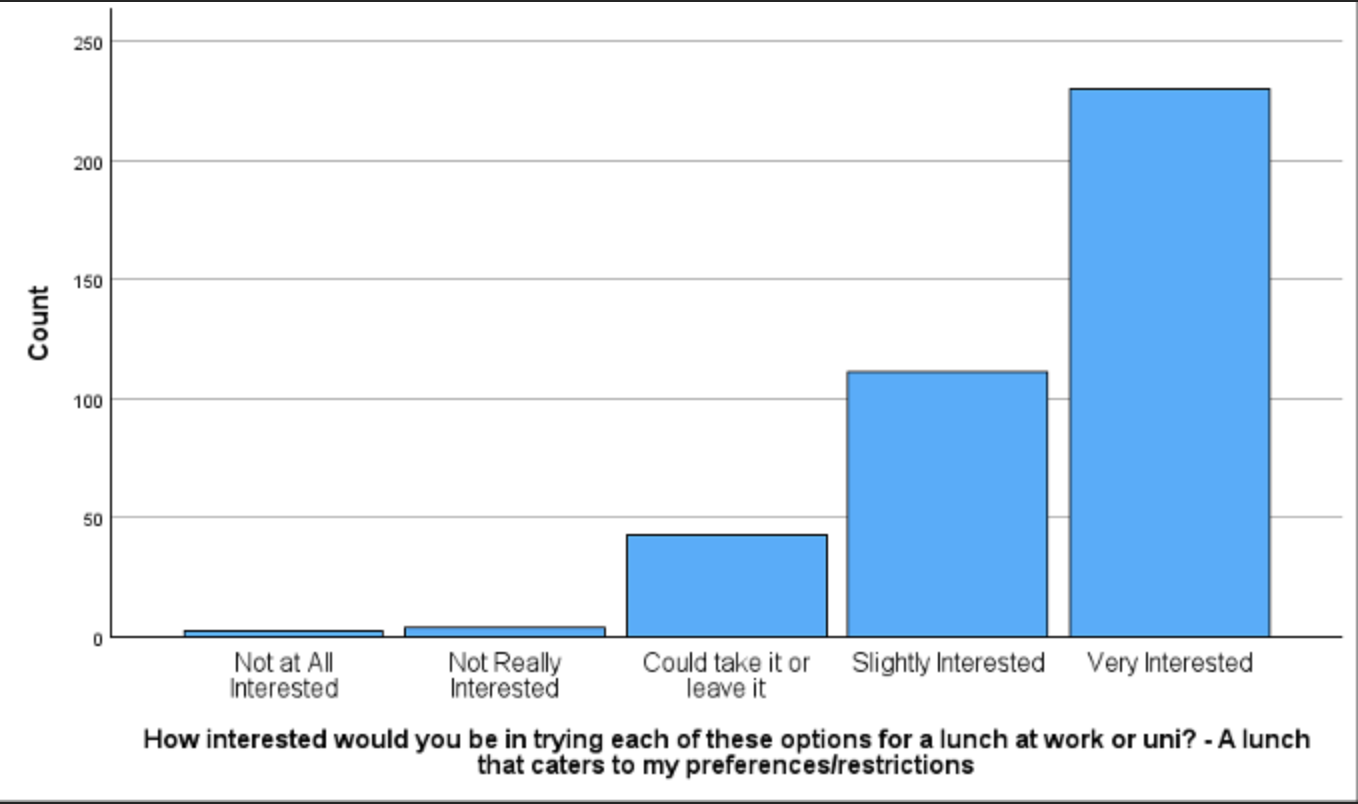 250
200
150
100
50
0
Count
Not at All
Interested
Not Really
Interested
Could take it or
leave it
Slightly Interested
Very Interested
How interested would you be in trying each of these options for a lunch at work or uni? - A lunch
that caters to my preferences/restrictions